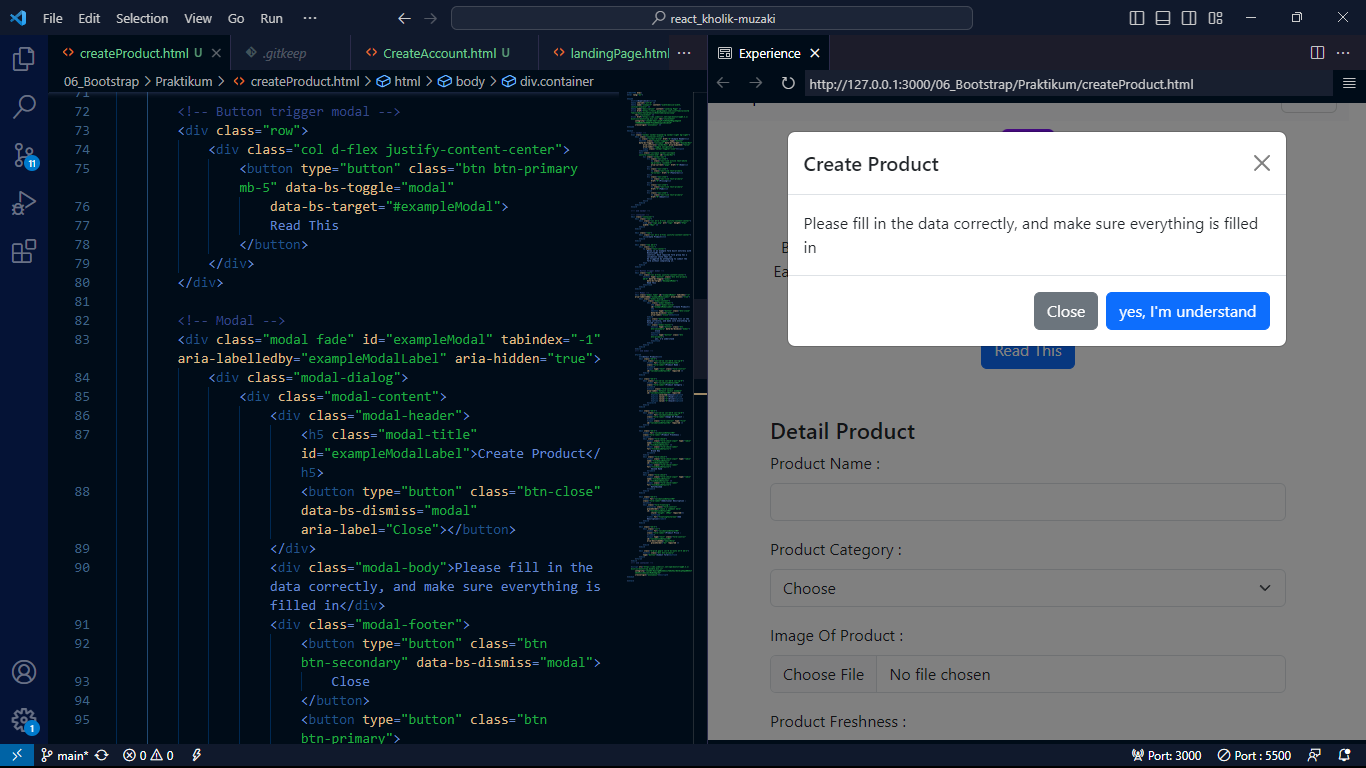 File Edit Selection View Go Run ··· react_kholik-muzaki
createProduct.html U .gitkeep CreateAccount.html U landingPage.html ···
06_Bootstrap > Praktikum > createProduct.html > html > body > div.container
71
72 <!-- Button trigger modal -->
73 <div class="row">
74 <div class="col d-flex justify-content-center">
75 <button type="button" class="btn btn-primary
mb-5" data-bs-toggle="modal"
76 data-bs-target="#exampleModal">
77 Read This
78 </button>
79 </div>
80 </div>
81
82 <!-- Modal -->
83 <div class="modal fade" id="exampleModal" tabindex="-1"
aria-labelledby="exampleModalLabel" aria-hidden="true">
84 <div class="modal-dialog">
85 <div class="modal-content">
86 <div class="modal-header">
87 <h5 class="modal-title"
id="exampleModalLabel">Create Product</
h5>
88 <button type="button" class="btn-close"
data-bs-dismiss="modal"
aria-label="Close"></button>
89 </div>
90 <div class="modal-body">Please fill in the
data correctly, and make sure everything is
filled in</div>
91 <div class="modal-footer">
92 <button type="button" class="btn
btn-secondary" data-bs-dismiss="modal">
93 Close
94 </button>
95 <button type="button" class="btn
btn-primary">
11
1
Experience
http://127.0.0.1:3000/06_Bootstrap/Praktikum/createProduct.html
Create Product
Please fill in the data correctly, and make sure everything is filled
in
Close yes, I'm understand
Read This
Detail Product
Product Name :
Product Category :
Choose
Image Of Product :
Choose File No file chosen
Product Freshness :
main* 0 0 Port: 3000 Port : 5500